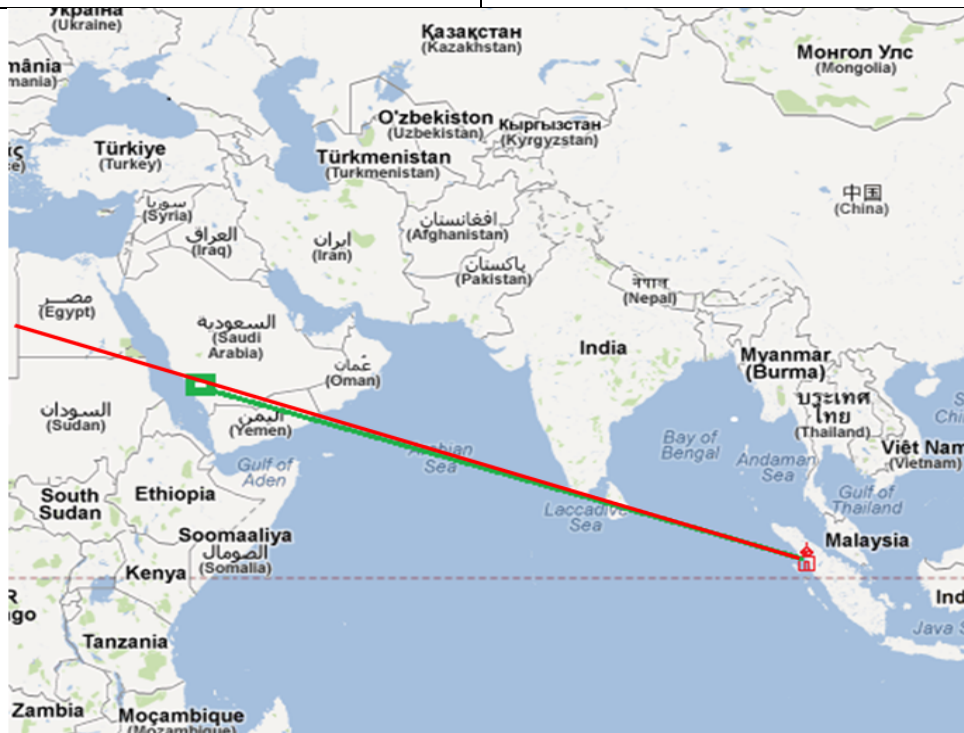 Україна
(Ukraine)
Қазақстан
(Kazakhstan)
Монгол Улс
(Mongolia)
mânia
mania)
O'zbekiston
(Uzbekistan)
Кыргызстан
(Kyrgyzstan)
Türkiye
(Turkey)
Türkmenistan
(Turkmenistan)
中国
(China)
سوريا
(Syria)
العراق
(Iraq)
ایران
(Iran)
افغانستان
(Afghanistan)
پاکستان
(Pakistan)
नेपाल
(Nepal)
مصر
(Egypt)
السعودية
(Saudi
Arabia)
عُمان
(Oman)
India
Myanmar
(Burma)
السودان
(Sudan)
اليمن
(Yemen)
ประเทศ
ไทย
(Thailand)
Arabian
Sea
Bay of
Bengal
Andaman
Sea
Việt Nam
(Vietnam)
Gulf of
Aden
Gulf of
Thailand
South
Sudan
Ethiopia
Laccadive
Sea
Soomaaliya
الصومال
(Somalia)
Malaysia
Kenya
Ind
R
ngo
Tanzania
Java S
Zambia
Moçambique
(Mozambique)